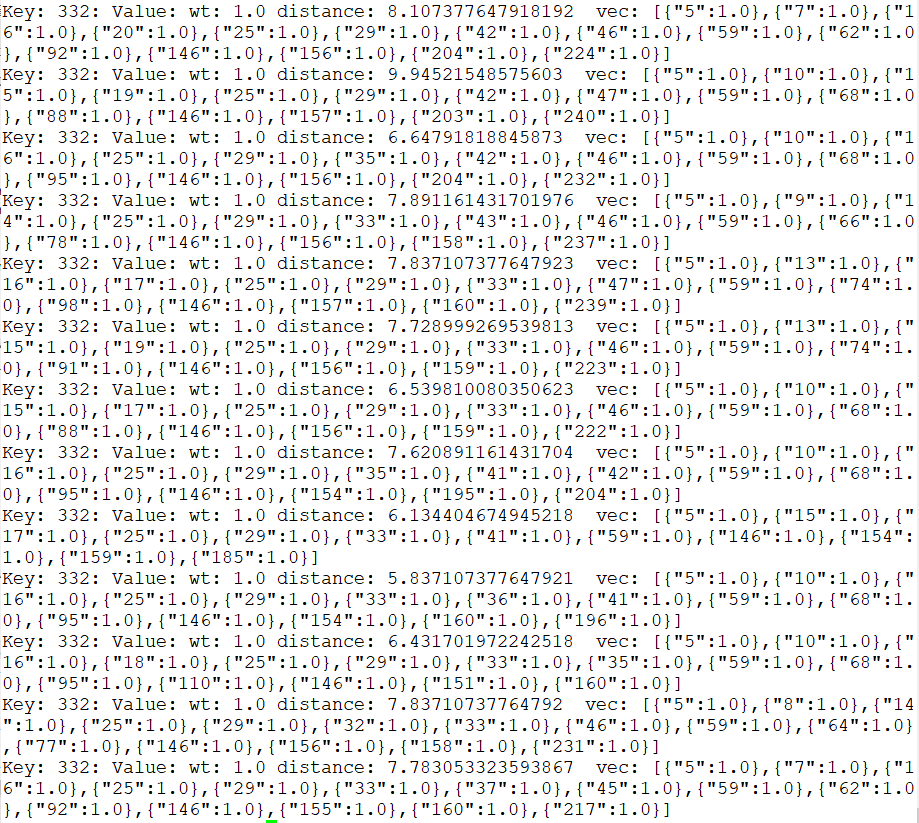 Key: 332: Value: wt: 1.0 distance: 8.107377647918192  vec: [{"5":1.0},{"7":1.0},{"1
6":1.0},{"20":1.0},{"25":1.0},{"29":1.0},{"42":1.0},{"46":1.0},{"59":1.0},{"62":1.0
},{"92":1.0},{"146":1.0},{"156":1.0},{"204":1.0},{"224":1.0}]
Key: 332: Value: wt: 1.0 distance: 9.94521548575603  vec: [{"5":1.0},{"10":1.0},{"1
5":1.0},{"19":1.0},{"25":1.0},{"29":1.0},{"42":1.0},{"47":1.0},{"59":1.0},{"68":1.0
},{"88":1.0},{"146":1.0},{"157":1.0},{"203":1.0},{"240":1.0}]
Key: 332: Value: wt: 1.0 distance: 6.64791818845873  vec: [{"5":1.0},{"10":1.0},{"1
6":1.0},{"25":1.0},{"29":1.0},{"35":1.0},{"42":1.0},{"46":1.0},{"59":1.0},{"68":1.0
},{"95":1.0},{"146":1.0},{"156":1.0},{"204":1.0},{"232":1.0}]
Key: 332: Value: wt: 1.0 distance: 7.891161431701976  vec: [{"5":1.0},{"9":1.0},{"1
4":1.0},{"25":1.0},{"29":1.0},{"33":1.0},{"43":1.0},{"46":1.0},{"59":1.0},{"66":1.0
},{"78":1.0},{"146":1.0},{"156":1.0},{"158":1.0},{"237":1.0}]
Key: 332: Value: wt: 1.0 distance: 7.837107377647923  vec: [{"5":1.0},{"13":1.0},{"
16":1.0},{"17":1.0},{"25":1.0},{"29":1.0},{"33":1.0},{"47":1.0},{"59":1.0},{"74":1.
0},{"98":1.0},{"146":1.0},{"157":1.0},{"160":1.0},{"239":1.0}]
Key: 332: Value: wt: 1.0 distance: 7.728999269539813  vec: [{"5":1.0},{"13":1.0},{"
15":1.0},{"19":1.0},{"25":1.0},{"29":1.0},{"33":1.0},{"46":1.0},{"59":1.0},{"74":1.
0},{"91":1.0},{"146":1.0},{"156":1.0},{"159":1.0},{"223":1.0}]
Key: 332: Value: wt: 1.0 distance: 6.539810080350623  vec: [{"5":1.0},{"10":1.0},{"
15":1.0},{"17":1.0},{"25":1.0},{"29":1.0},{"33":1.0},{"46":1.0},{"59":1.0},{"68":1.
0},{"88":1.0},{"146":1.0},{"156":1.0},{"159":1.0},{"222":1.0}]
Key: 332: Value: wt: 1.0 distance: 7.620891161431704  vec: [{"5":1.0},{"10":1.0},{"
16":1.0},{"25":1.0},{"29":1.0},{"35":1.0},{"41":1.0},{"42":1.0},{"59":1.0},{"68":1.
0},{"95":1.0},{"146":1.0},{"154":1.0},{"195":1.0},{"204":1.0}]
Key: 332: Value: wt: 1.0 distance: 6.134404674945218  vec: [{"5":1.0},{"15":1.0},{"
17":1.0},{"25":1.0},{"29":1.0},{"33":1.0},{"41":1.0},{"59":1.0},{"146":1.0},{"154":
1.0},{"159":1.0},{"185":1.0}]
Key: 332: Value: wt: 1.0 distance: 5.837107377647921  vec: [{"5":1.0},{"10":1.0},{"
16":1.0},{"25":1.0},{"29":1.0},{"33":1.0},{"36":1.0},{"41":1.0},{"59":1.0},{"68":1.
0},{"95":1.0},{"146":1.0},{"154":1.0},{"160":1.0},{"196":1.0}]
Key: 332: Value: wt: 1.0 distance: 6.431701972242518  vec: [{"5":1.0},{"10":1.0},{"
16":1.0},{"18":1.0},{"25":1.0},{"29":1.0},{"33":1.0},{"35":1.0},{"59":1.0},{"68":1.
0},{"95":1.0},{"110":1.0},{"146":1.0},{"151":1.0},{"160":1.0}]
Key: 332: Value: wt: 1.0 distance: 7.83710737764792  vec: [{"5":1.0},{"8":1.0},{"14
":1.0},{"25":1.0},{"29":1.0},{"32":1.0},{"33":1.0},{"46":1.0},{"59":1.0},{"64":1.0}
,{"77":1.0},{"146":1.0},{"156":1.0},{"158":1.0},{"231":1.0}]
Key: 332: Value: wt: 1.0 distance: 7.783053323593867  vec: [{"5":1.0},{"7":1.0},{"1
6":1.0},{"25":1.0},{"29":1.0},{"33":1.0},{"37":1.0},{"45":1.0},{"59":1.0},{"62":1.0
},{"92":1.0},{"146":1.0},{"155":1.0},{"160":1.0},{"217":1.0}]